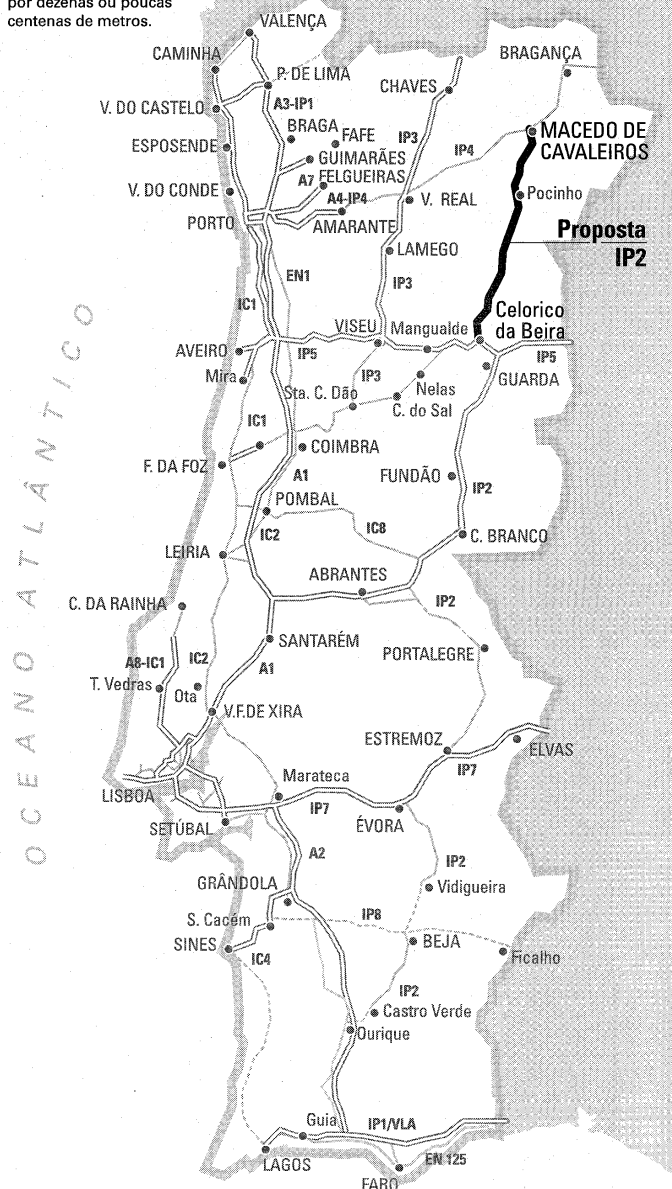 por dezenas ou poucas
centenas de metros.
VALENÇA
CAMINHA
BRAGANÇA
P. DE LIMA
CHAVES
V. DO CASTELO
A3-IP1
BRAGA
FAFE
IP3
MACEDO DE
CAVALEIROS
ESPOSENDE
GUIMARÃES
IP4
A7
FELGUEIRAS
V. DO CONDE
A4-IP4
V. REAL
Pocinho
PORTO
AMARANTE
Proposta
IP2
LAMEGO
EN1
IP3
IC1
Celorico
da Beira
VISEU
Mangualde
AVEIRO
IP5
IP5
Mira
IP3
Nelas
GUARDA
Sta. C. Dão
C. do Sal
IC1
COIMBRA
F. DA FOZ
A1
FUNDÃO
IP2
POMBAL
IC2
IC8
C. BRANCO
LEIRIA
ABRANTES
C. DA RAINHA
IP2
SANTARÉM
PORTALEGRE
A8-IC1
IC2
A1
T. Vedras
Ota
V.F.DE XIRA
ESTREMOZ
ELVAS
IP7
LISBOA
Marateca
IP7
SETÚBAL
ÉVORA
A2
IP2
GRÂNDOLA
Vidigueira
S. Cacém
IP8
SINES
BEJA
IC4
Ficalho
IP2
Castro Verde
Ourique
Guia
IP1/VLA
LAGOS
EN 125
FARO
OCEANO ATLÂNTICO